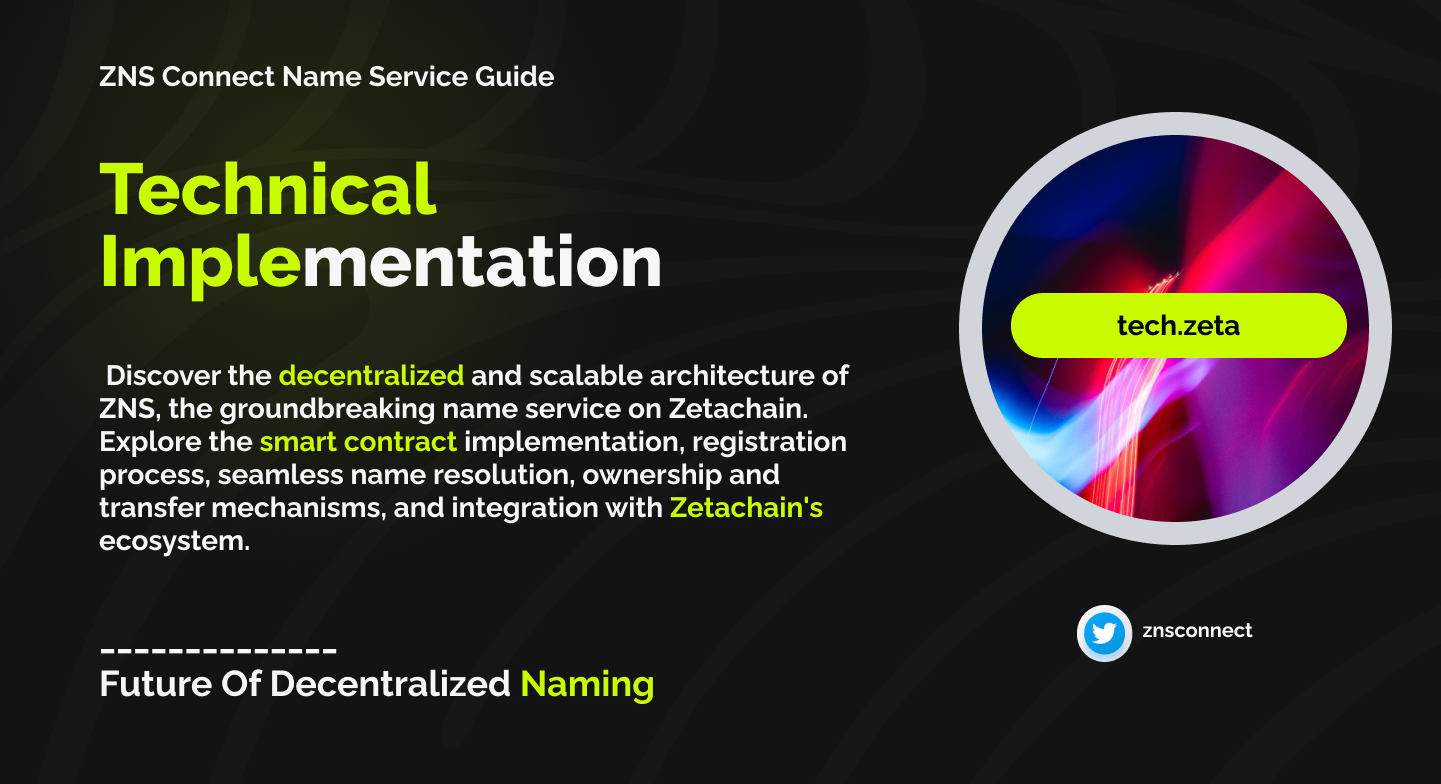 ZNS Connect Name Service Guide
Technical
Implementation
Discover the decentralized and scalable architecture of
ZNS, the groundbreaking name service on Zetachain.
Explore the smart contract implementation, registration
process, seamless name resolution, ownership and
transfer mechanisms, and integration with Zetachain's
ecosystem.
tech.zeta
znsconnect
--------------
Future Of Decentralized Naming